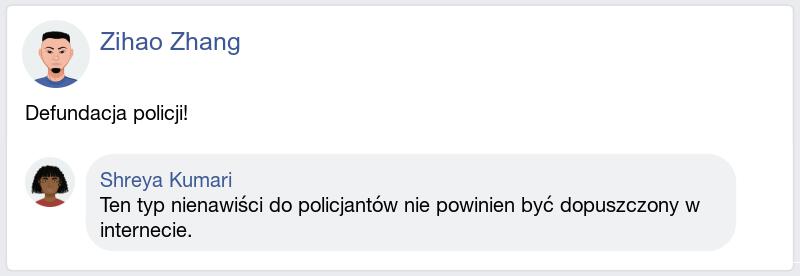 Zihao Zhang
Defundacja policji!
Shreya Kumari
Ten typ nienawiści do policjantów nie powinien być dopuszczony w
internecie.